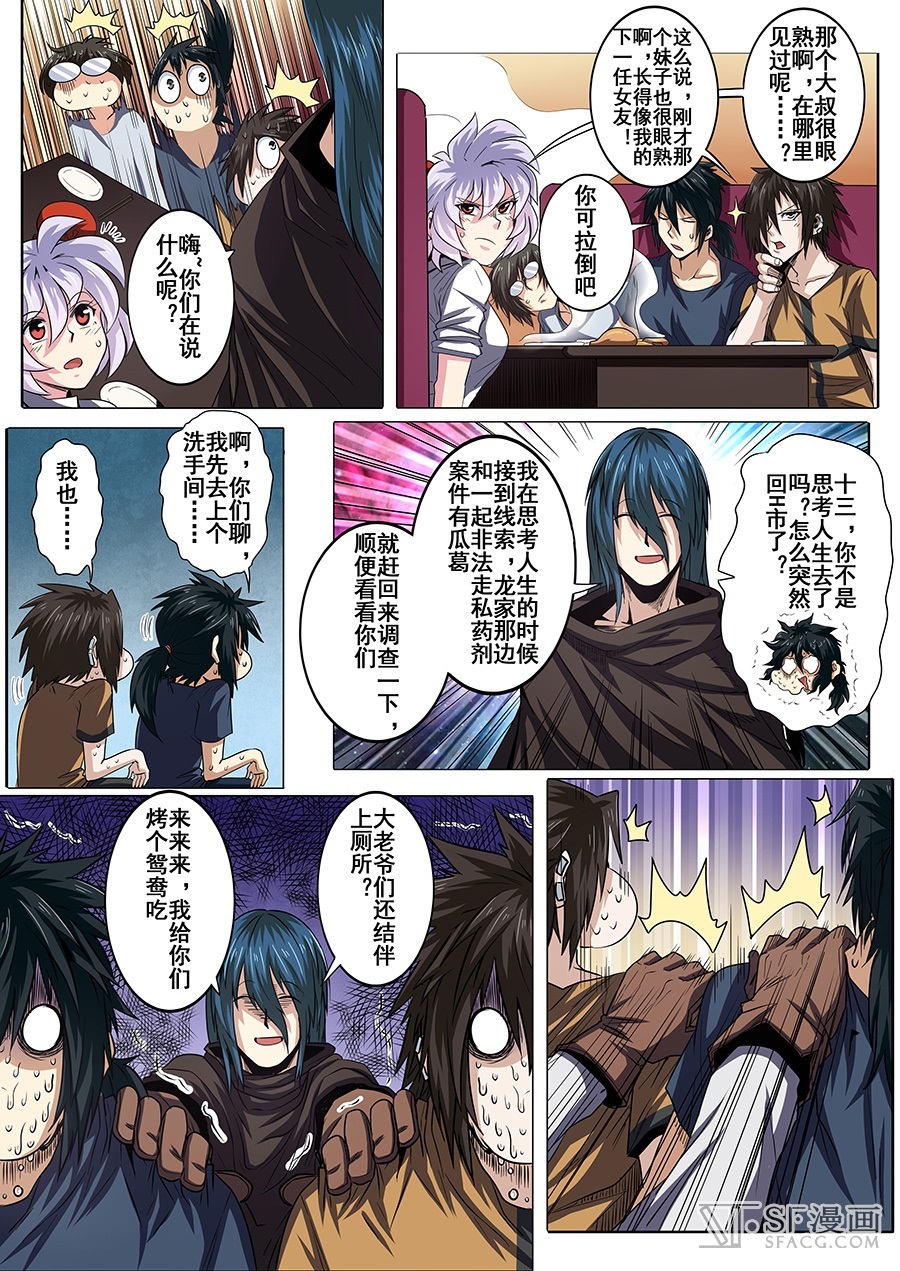 那个大叔很眼
熟啊，在哪里
见过呢……？
这么说，刚才那
个妹子也很眼熟
啊，长得像我的
下一任女友！
你可拉倒吧
嗨~你们在说
什么呢？
十三，你不是
思考人生去了
吗？怎么突然
回王市了？
我在思考人生的时候
接到线索，龙家那边
和一起非法走私药剂
案件有瓜葛
就赶回来调查一下，
顺便看看你们
啊，你们聊，
我先去上个
洗手间……
我也……
大老爷们还结伴
上厕所？
来来来，我给你们
烤个鸳鸯吃
SF漫画
SFACG.COM